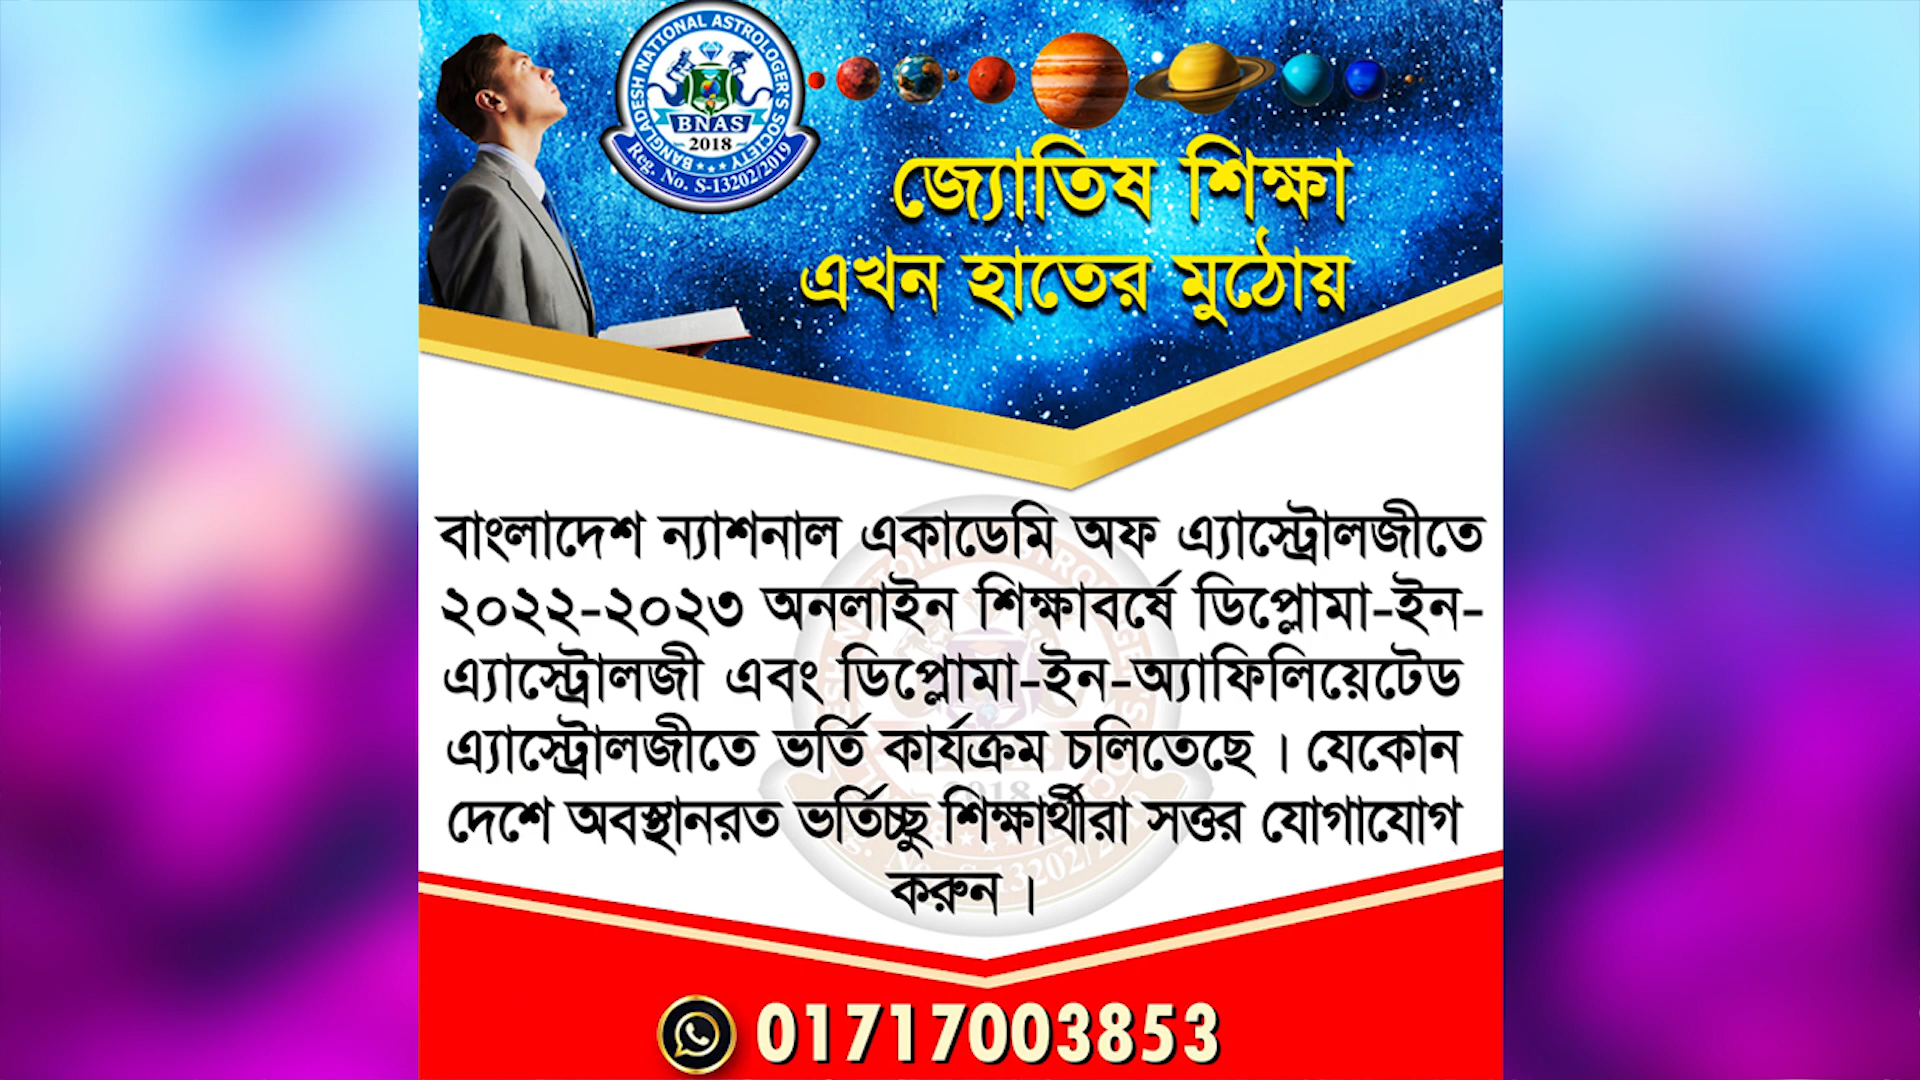 BANGLADESH NATIONAL ASTROLOGER'S SOCIETY
BNAS
2018
Reg. No. S-13202/2019
জ্যোতিষ শিক্ষা
এখন হাতের মুঠোয়
বাংলাদেশ ন্যাশনাল একাডেমি অফ এ্যাস্ট্রোলজীতে
২০২২-২০২৩ অনলাইন শিক্ষাবর্ষে ডিপ্লোমা-ইন-
এ্যাস্ট্রোলজী এবং ডিপ্লোমা-ইন-অ্যাফিলিয়েটেড
এ্যাস্ট্রোলজীতে ভর্তি কার্যক্রম চলিতেছে ৷ যেকোন
দেশে অবস্থানরত ভর্তিচ্ছু শিক্ষার্থীরা সত্তর যোগাযোগ
করুন ৷
01717003853